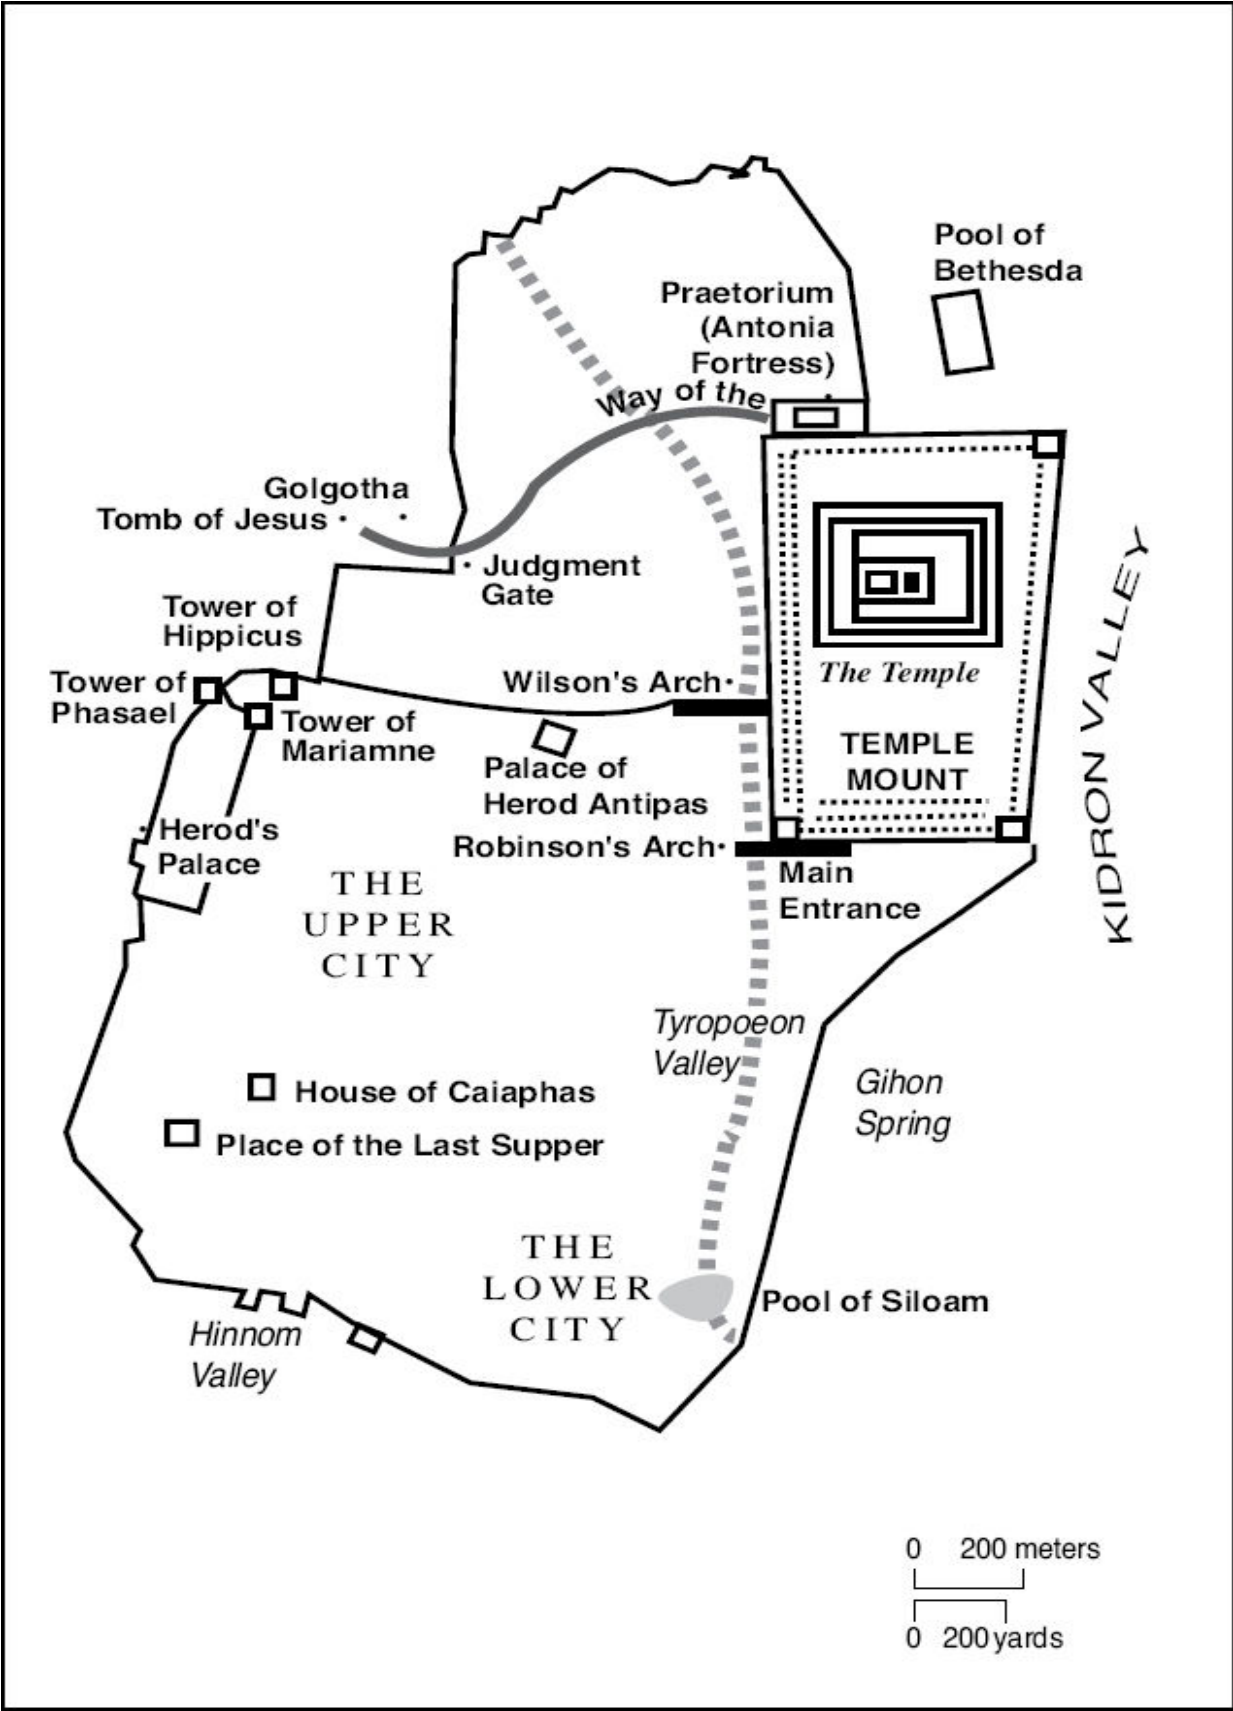 Pool of
Bethesda
Praetorium
(Antonia
Fortress)
Way of the
Golgotha
Tomb of Jesus
Judgment
Gate
Tower of
Hippicus
Tower of
Phasael
Tower of
Mariamne
Wilson's Arch
The Temple
TEMPLE
MOUNT
KIDRON VALLEY
Palace of
Herod Antipas
Herod's
Palace
Robinson's Arch
Main
Entrance
THE
UPPER
CITY
Tyropoeon
Valley
Gihon
Spring
House of Caiaphas
Place of the Last Supper
THE
LOWER
CITY
Pool of Siloam
Hinnom
Valley
0 200 meters
0 200 yards